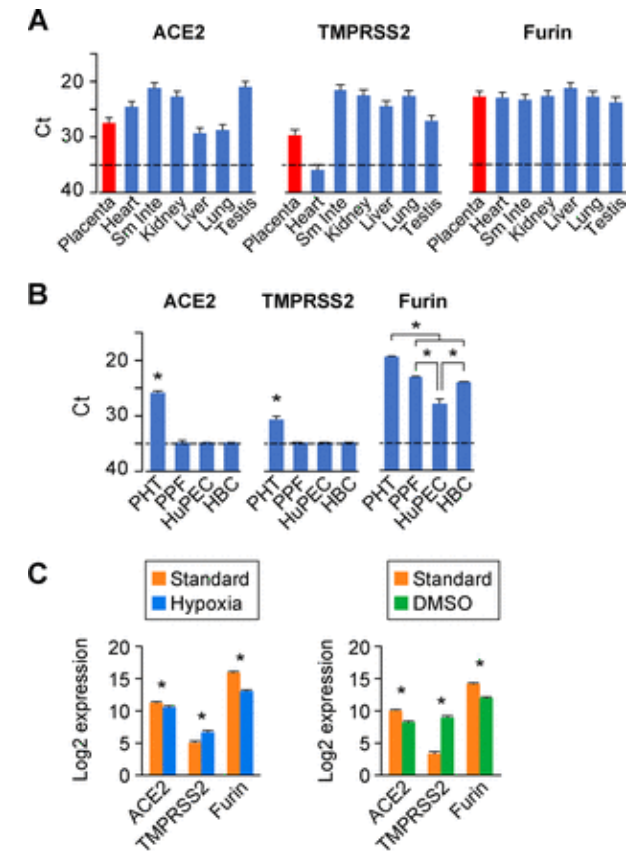 A
ACE2 TMPRSS2 Furin
Ct
20
30
40
Placenta Heart Sm Inte Kidney Liver Lung Testis
Placenta Heart Sm Inte Kidney Liver Lung Testis
Placenta Heart Sm Inte Kidney Liver Lung Testis
B
ACE2 TMPRSS2 Furin
Ct
20
30
40
* * * * *
PHT PPF HuPEC HBC
PHT PPF HuPEC HBC
PHT PPF HuPEC HBC
C
Standard
Hypoxia
Log2 expression
20
15
10
5
0
* * *
ACE2 TMPRSS2 Furin
Standard
DMSO
Log2 expression
20
15
10
5
0
* * *
ACE2 TMPRSS2 Furin